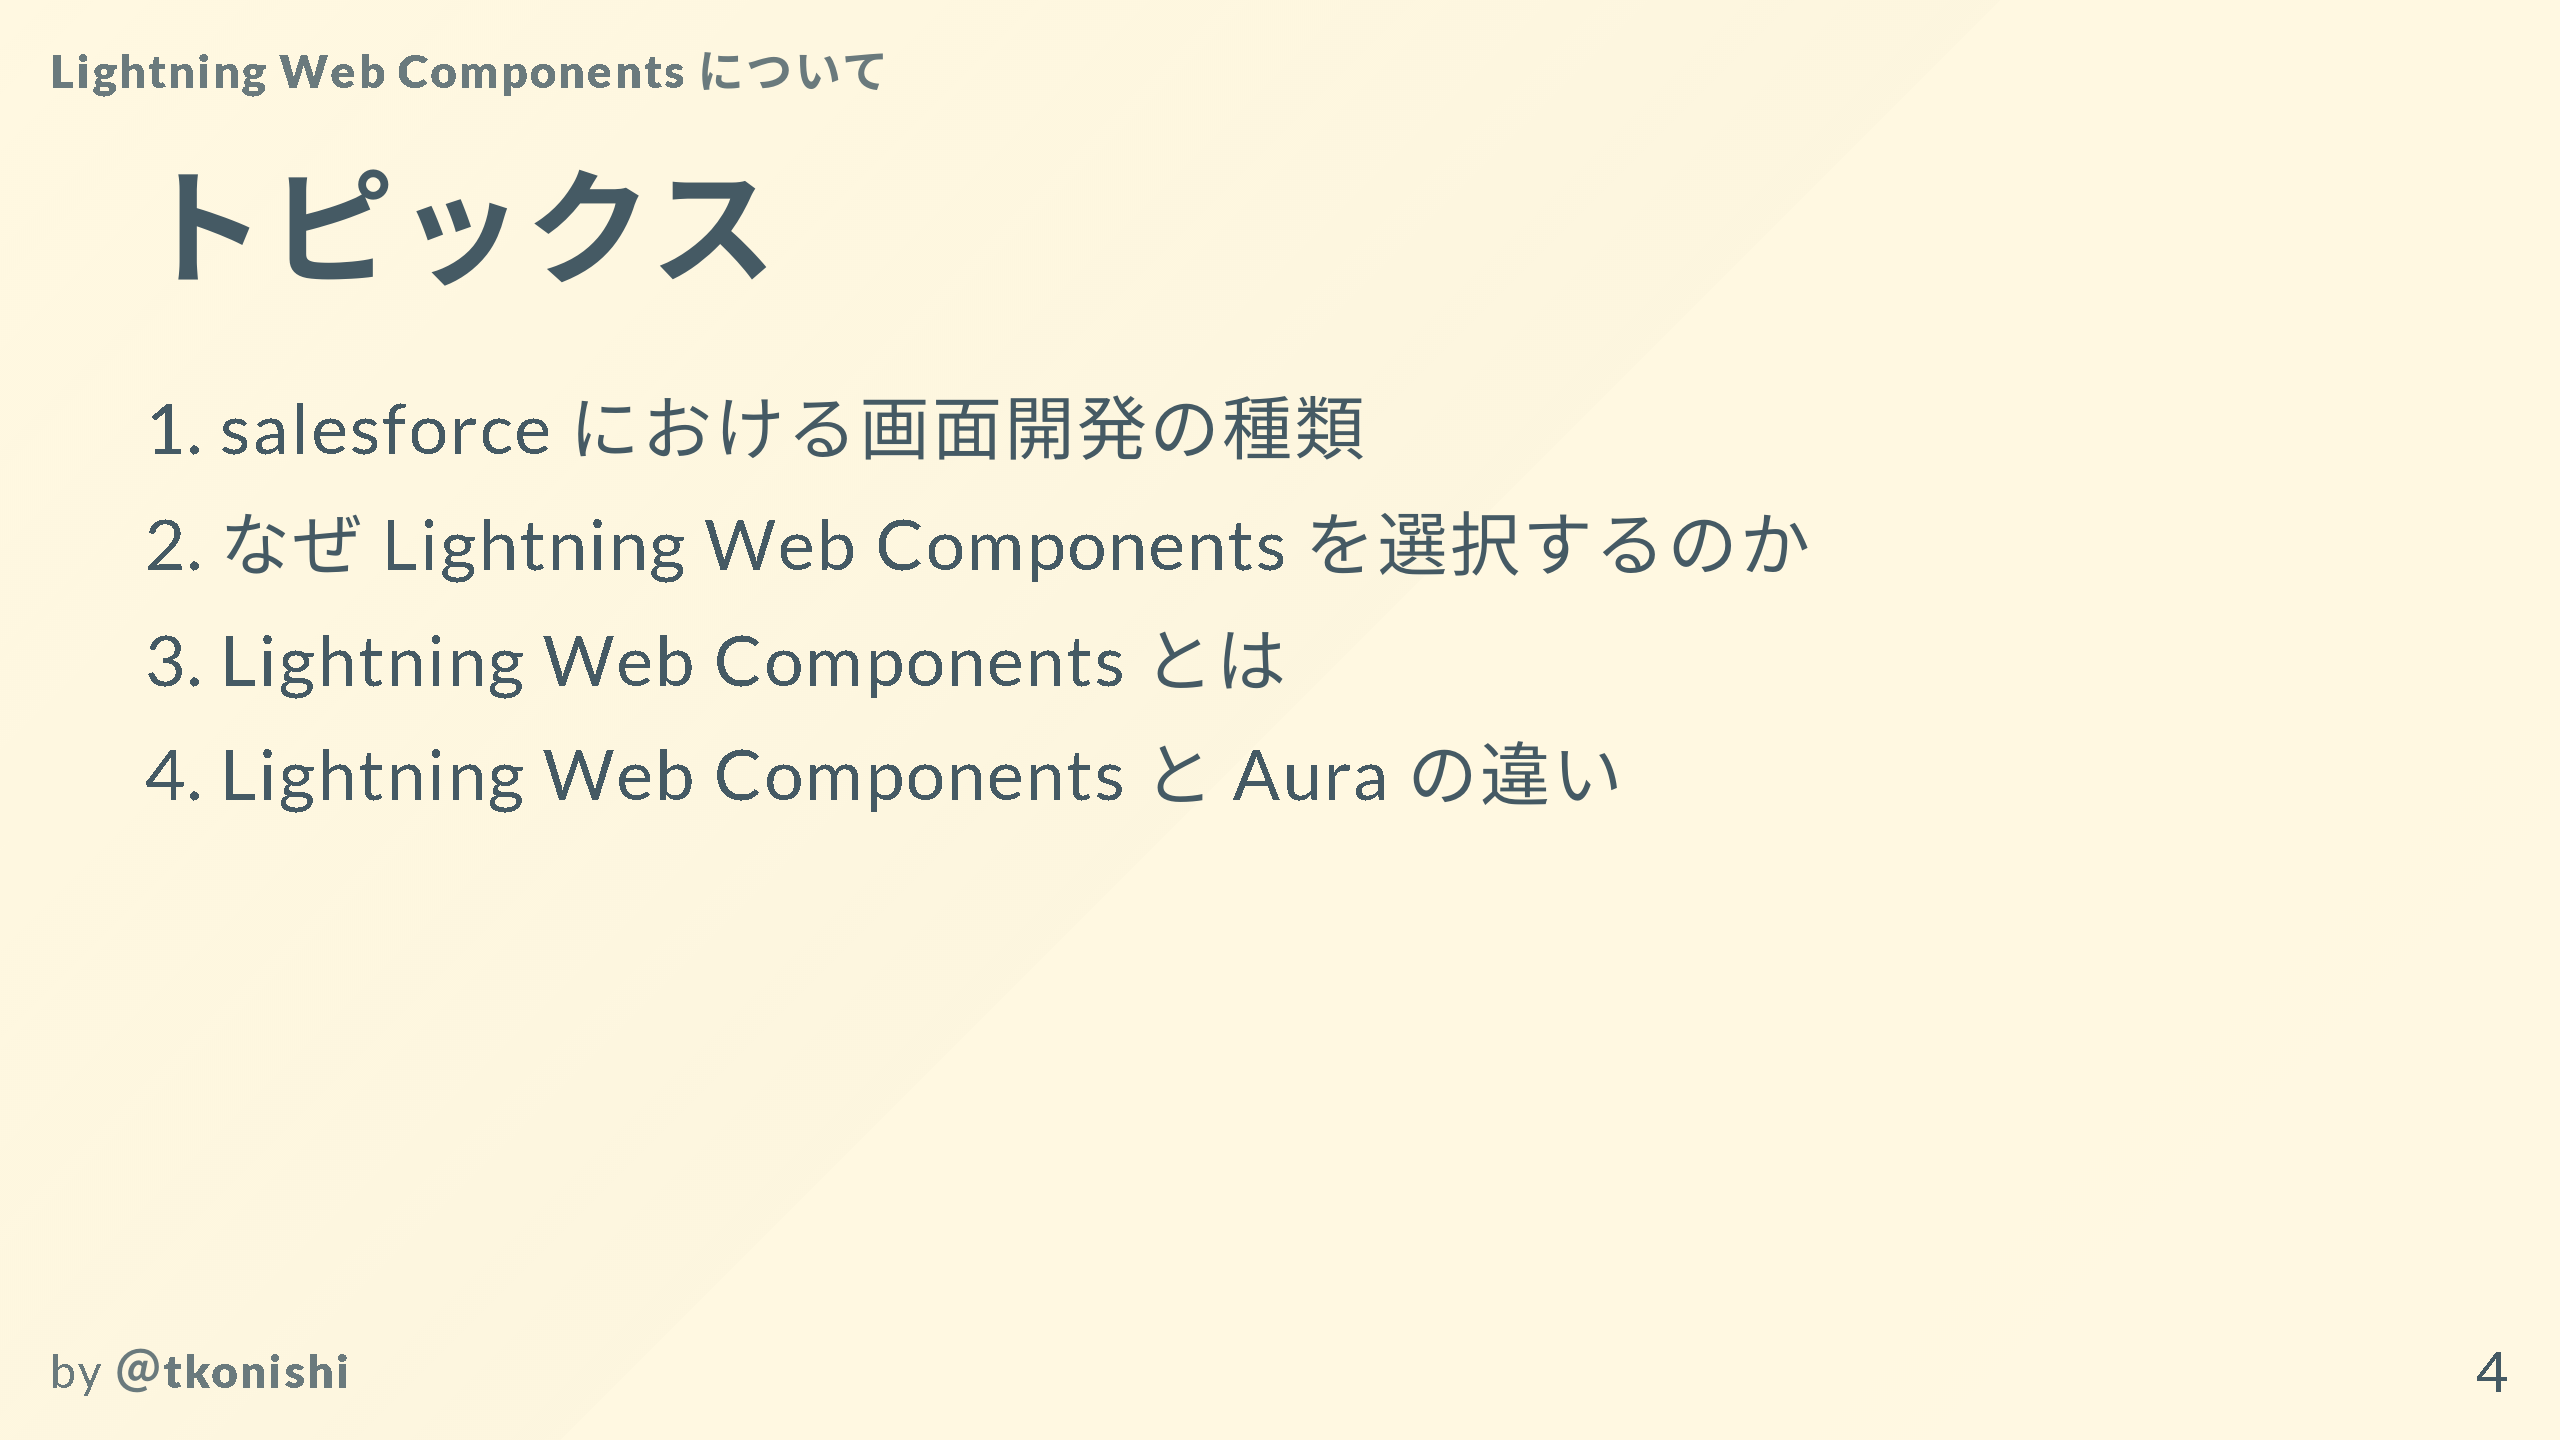 Lightning Web Components について
トピックス
1. salesforce における画面開発の種類
2. なぜ Lightning Web Components を選択するのか
3. Lightning Web Components とは
4. Lightning Web Components と Aura の違い
by @tkonishi
4